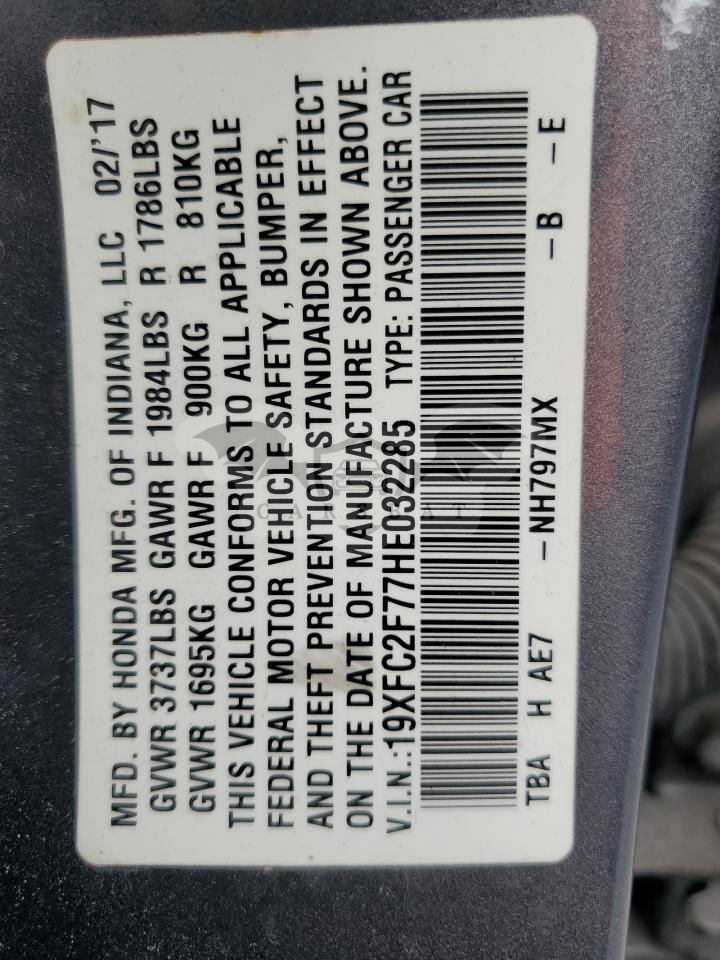 MFD. BY HONDA MFG. OF INDIANA, LLC 02/'17
GVWR 3737LBS GAWR F 1984LBS R 1786LBS
GVWR 1695KG GAWR F 900KG R 810KG
THIS VEHICLE CONFORMS TO ALL APPLICABLE
FEDERAL MOTOR VEHICLE SAFETY, BUMPER,
AND THEFT PREVENTION STANDARDS IN EFFECT
ON THE DATE OF MANUFACTURE SHOWN ABOVE.
V.I.N.:19XFC2F77HE032285 TYPE: PASSENGER CAR
TBA H AE7 -NH797MX -B -E
CARSBAT